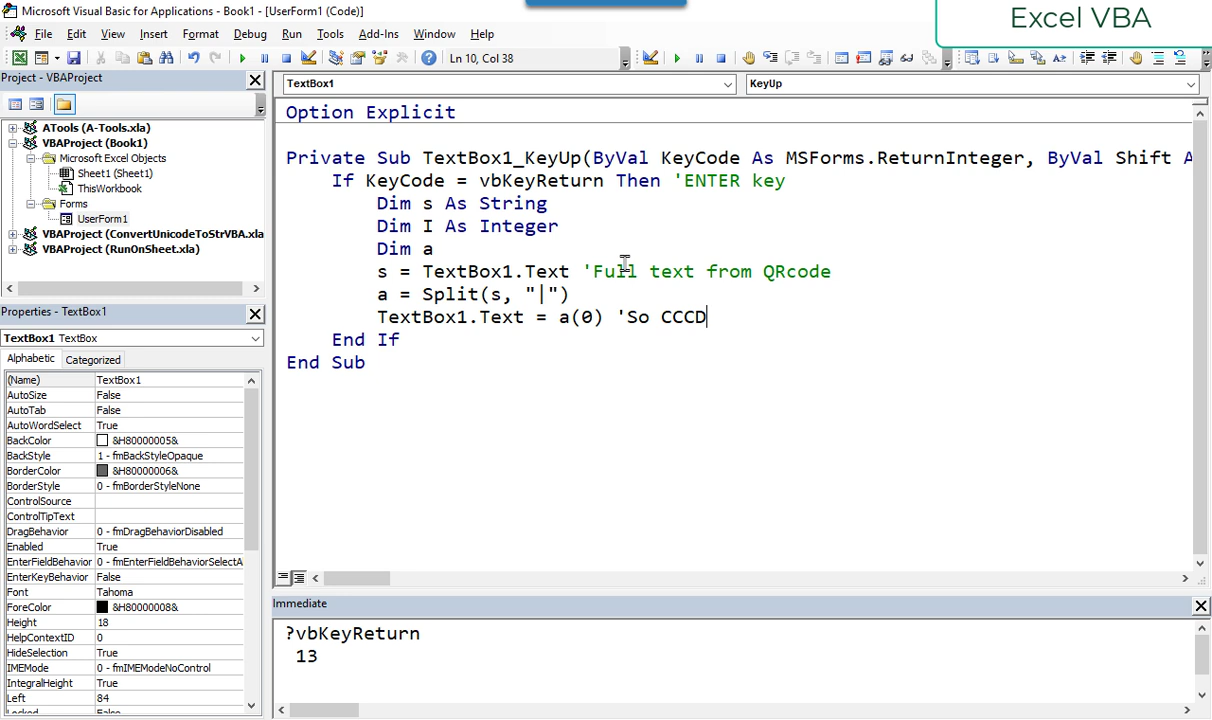 Microsoft Visual Basic for Applications - Book1 - [UserForm1 (Code)]
Excel VBA
File Edit View Insert Format Debug Run Tools Add-Ins Window Help
Ln 10, Col 38
Project - VBAProject
TextBox1
KeyUp
ATools (A-Tools.xla)
VBAProject (Book1)
Microsoft Excel Objects
Sheet1 (Sheet1)
ThisWorkbook
Forms
UserForm1
VBAProject (ConvertUnicodeToStrVBA.xla
VBAProject (RunOnSheet.xla)
Option Explicit
Private Sub TextBox1_KeyUp(ByVal KeyCode As MSForms.ReturnInteger, ByVal Shift A
If KeyCode = vbKeyReturn Then 'ENTER key
Dim s As String
Dim I As Integer
Dim a
s = TextBox1.Text 'Full text from QRcode
a = Split(s, "|")
TextBox1.Text = a(0) 'So CCCD
End If
End Sub
Properties - TextBox1
TextBox1 TextBox
Alphabetic Categorized
(Name) TextBox1
AutoSize False
AutoTab False
AutoWordSelect True
BackColor &H80000005&
BackStyle 1 - fmBackStyleOpaque
BorderColor &H80000006&
BorderStyle 0 - fmBorderStyleNone
ControlSource
ControlTipText
DragBehavior 0 - fmDragBehaviorDisabled
Enabled True
EnterFieldBehavior 0 - fmEnterFieldBehaviorSelectA
EnterKeyBehavior False
Font Tahoma
ForeColor &H80000008&
Height 18
HelpContextID 0
HideSelection True
IMEMode 0 - fmIMEModeNoControl
IntegralHeight True
Left 84
Locked False
Immediate
?vbKeyReturn
13